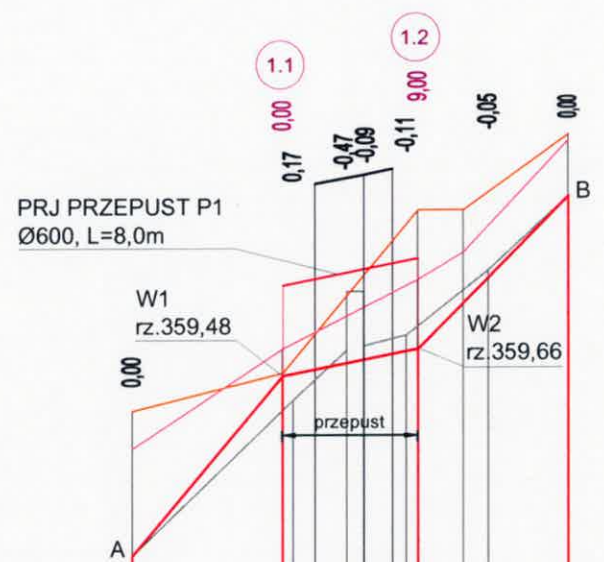 1.1
1.2
0,00
9,00
0,17
-0,47
-0,09
-0,11
-0,05
0,00
B
PRJ PRZEPUST P1
Ø600, L=8,0m
W1
rz.359,48
W2
rz.359,66
0,00
przepust
A